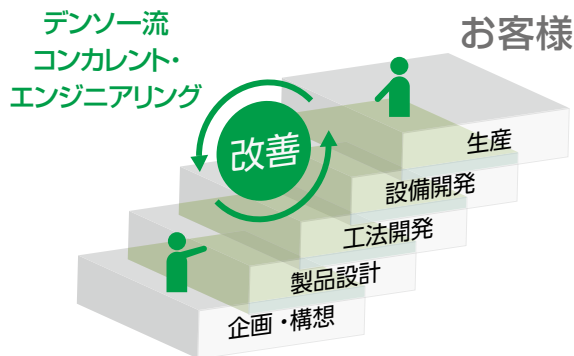 デンソー流
コンカレント・
エンジニアリング
お客様
改善
生産
設備開発
工法開発
製品設計
企画・構想